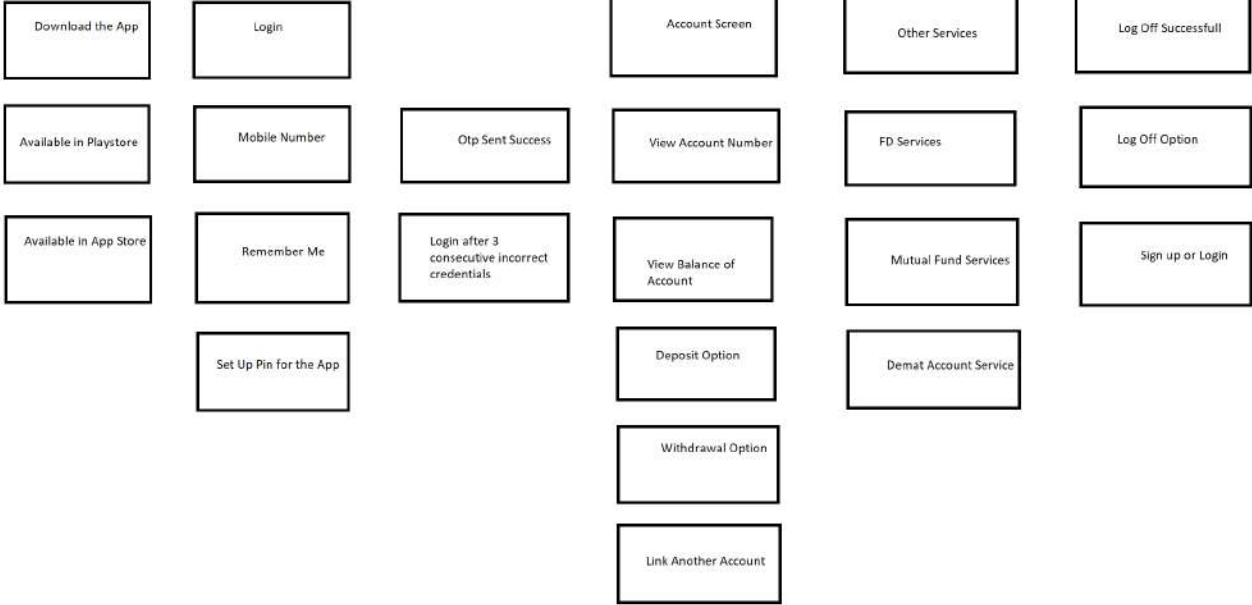 Download the App
Login
Account Screen
Other Services
Log Off Successfull
Available in Playstore
Mobile Number
Otp Sent Success
View Account Number
FD Services
Log Off Option
Available in App Store
Remember Me
Login after 3
consecutive incorrect
credentials
View Balance of
Account
Mutual Fund Services
Sign up or Login
Set Up Pin for the App
Deposit Option
Demat Account Service
Withdrawal Option
Link Another Account